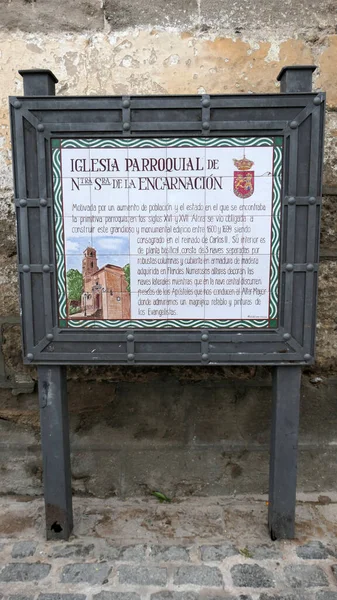 IGLESIA PARROQUIAL DE
NTRA SRA DE LA ENCARNACIÓN
Motivada por un aumento de población y el estado en el que se encontraba
la primitiva parroquia, en los siglos XVI y XVII Alora se vio obligada a
construir este grandioso y monumental edificio entre 1600 y 1699 siendo
consagrado en el reinado de Carlos II. Su interior es
de planta basilical consta de 3 naves separadas por
robustas columnas y cubierta en armadura de madera
adquirida en Flandes. Numerosos altares decoran las
naves laterales mientras que en la nave central discurren
de los Apóstoles que nos conducen al Altar Mayor
donde admiramos un magnífico retablo y pinturas de
los Evangelistas.